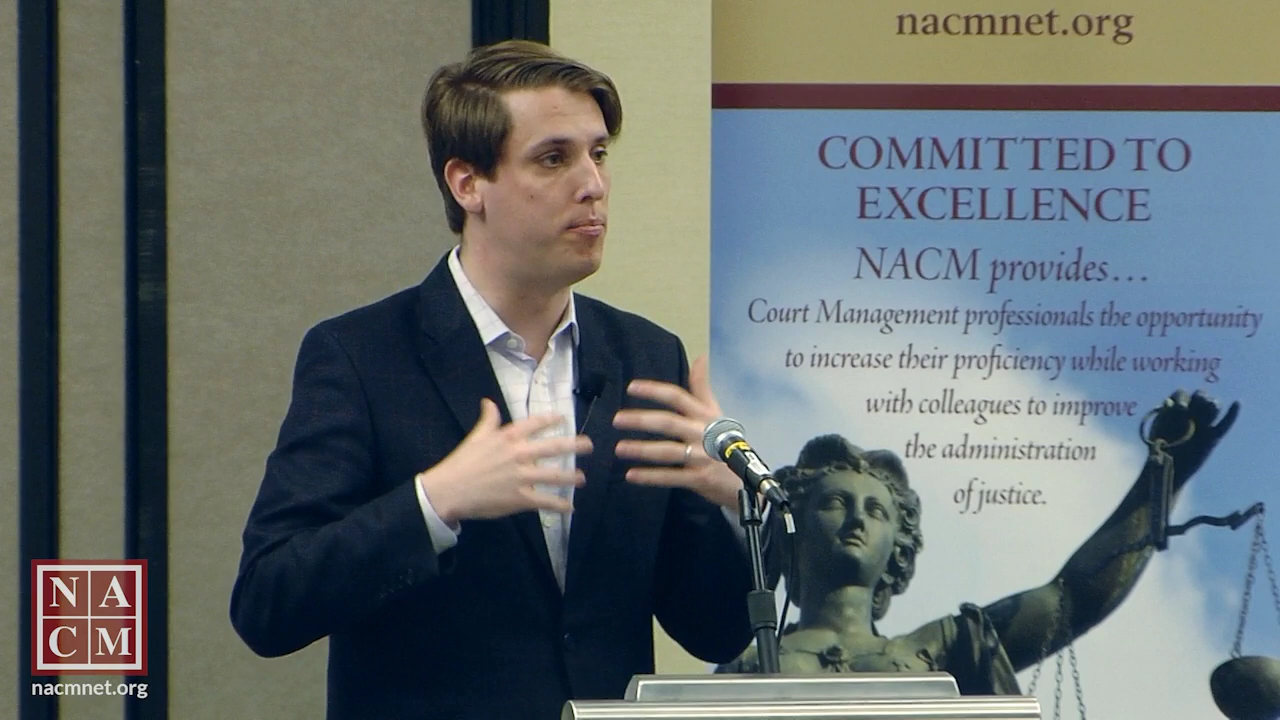 nacmnet.org
COMMITTED TO
EXCELLENCE
NACM provides...
Court Management professionals the opportunity
to increase their proficiency while working
with colleagues to improve
the administration
of justice.
N A
C M
nacmnet.org